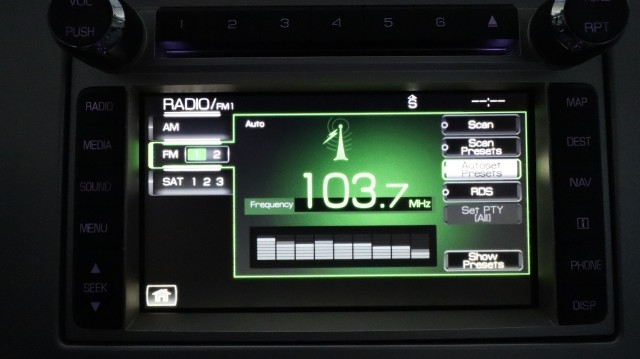 VOL
PUSH
1 2 3 4 5 6
RPT
RADIO
MEDIA
SOUND
MENU
SEEK
RADIO/FM1
S
--:--
AM
FM 1 2
SAT 1 2 3
Auto
Frequency 103.7 MHz
Scan
Scan
Presets
Autoset
Presets
RDS
Set PTY
[All]
Show
Presets
MAP
DEST
NAV
i
PHONE
DISP